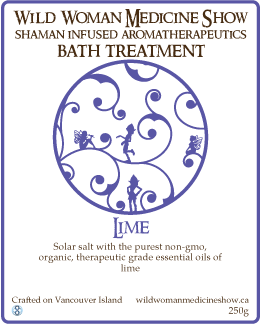 Wild Woman Medicine Show
shaman infused aromatherapeutics
bath treatment
Lime
Solar salt with the purest non-gmo,
organic, therapeutic grade essential oils of
lime
Crafted on Vancouver Island wildwomanmedicineshow.ca
250g